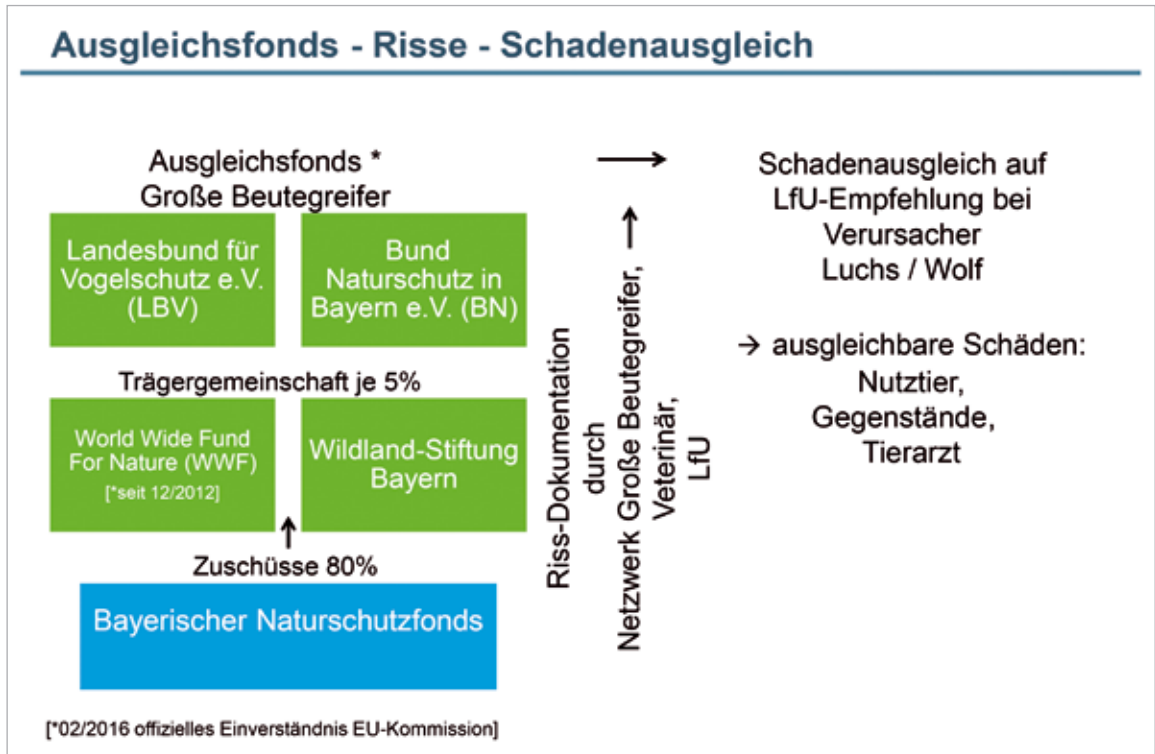 Ausgleichsfonds - Risse - Schadenausgleich
Ausgleichsfonds *
Große Beutegreifer
Landesbund für
Vogelschutz e.V.
(LBV)
Bund
Naturschutz in
Bayern e.V. (BN)
Trägergemeinschaft je 5%
World Wide Fund
For Nature (WWF)
[*seit 12/2012]
Wildland-Stiftung
Bayern
Zuschüsse 80%
Bayerischer Naturschutzfonds
[*02/2016 offizielles Einverständnis EU-Kommission]
Riss-Dokumentation
durch
Netzwerk Große Beutegreifer,
Veterinär,
LfU
Schadenausgleich auf
LfU-Empfehlung bei
Verursacher
Luchs / Wolf
→ ausgleichbare Schäden:
Nutztier,
Gegenstände,
Tierarzt